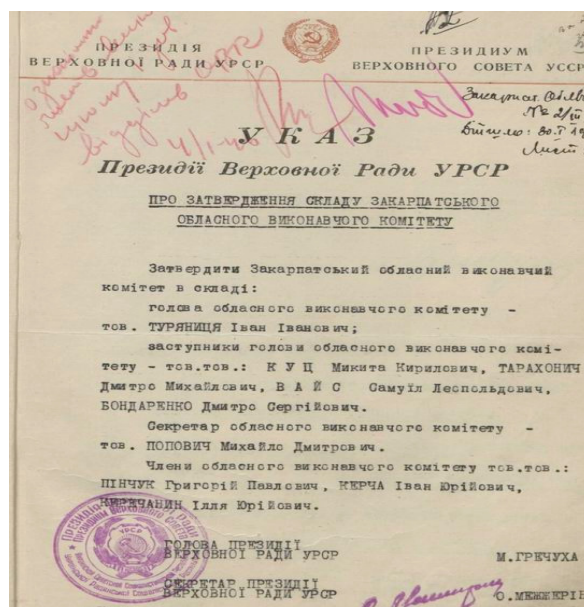 ПРЕЗИДІЯ
ВЕРХОВНОЇ РАДИ УРСР
ПРЕЗИДИУМ
ВЕРХОВНОГО СОВЕТА УССР
УКАЗ
Президії Верховної Ради УРСР
ПРО ЗАТВЕРДЖЕННЯ СКЛАДУ ЗАКАРПАТСЬКОГО
ОБЛАСНОГО ВИКОНАВЧОГО КОМІТЕТУ
Затвердити Закарпатський обласний виконавчий
комітет в складі:
голова обласного виконавчого комітету -
тов. ТУРЯНИЦЯ Іван Іванович;
заступники голови обласного виконавчого комі-
тету - тов.тов.: К У Ц Микита Кирилович, ТАРАХОНИЧ
Дмитро Михайлович, В А Й С Самуїл Леопольдович,
БОНДАРЕНКО Дмитро Сергійович.
Секретар обласного виконавчого комітету -
тов. ПОПОВИЧ Михайло Дмитрович.
Члени обласного виконавчого комітету тов.тов.:
ПІНЧУК Григорій Павлович, КЕРЧА Іван Юрійович,
КЕРЕЧАНИН Ілля Юрійович.
ГОЛОВА ПРЕЗИДІЇ
ВЕРХОВНОЇ РАДИ УРСР
М.ГРЕЧУХА
СЕКРЕТАР ПРЕЗИДІЇ
ВЕРХОВНОЇ РАДИ УРСР
О.МЕЖЖЕРІН